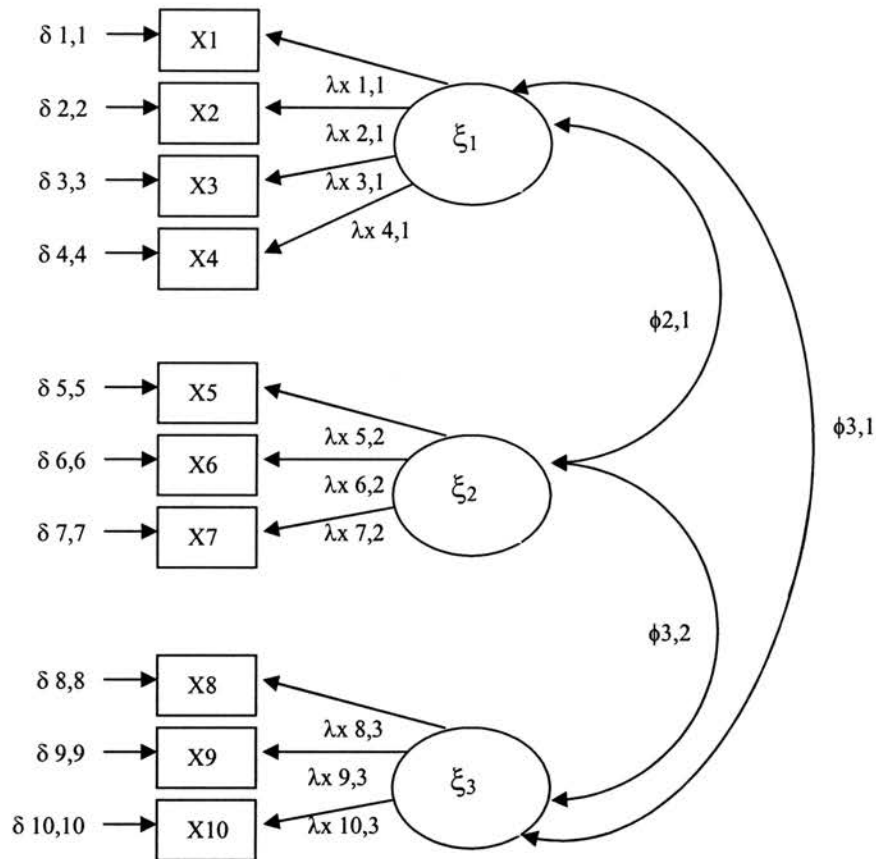 δ 1,1 X1
λx 1,1
δ 2,2 X2
λx 2,1
ξ₁
δ 3,3 X3
λx 3,1
λx 4,1
δ 4,4 X4
ϕ2,1
δ 5,5 X5
ϕ3,1
λx 5,2
δ 6,6 X6
λx 6,2
ξ₂
δ 7,7 X7
λx 7,2
ϕ3,2
δ 8,8 X8
λx 8,3
δ 9,9 X9
λx 9,3
ξ₃
δ 10,10 X10
λx 10,3